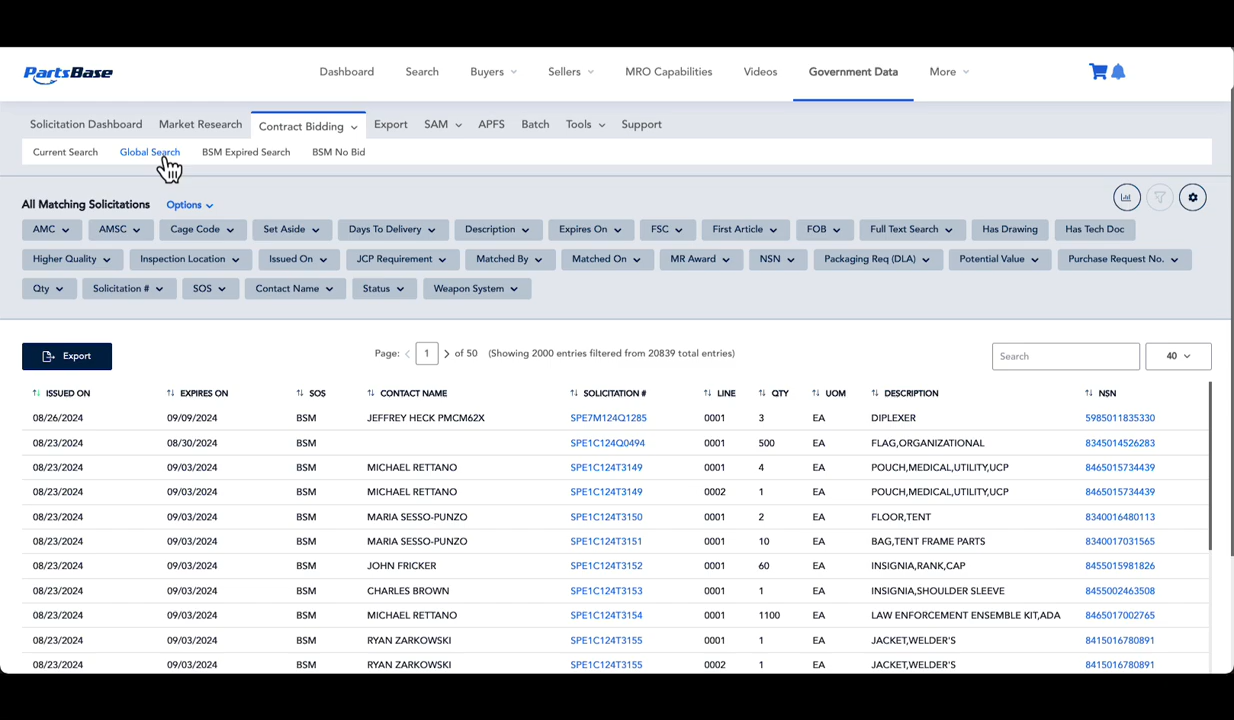 PartsBase Dashboard Search Buyers Sellers MRO Capabilities Videos Government Data More
Solicitation Dashboard Market Research Contract Bidding Export SAM APFS Batch Tools Support
Current Search Global Search BSM Expired Search BSM No Bid
All Matching Solicitations Options
AMC AMSC Cage Code Set Aside Days To Delivery Description Expires On FSC First Article FOB Full Text Search Has Drawing Has Tech Doc
Higher Quality Inspection Location Issued On JCP Requirement Matched By Matched On MR Award NSN Packaging Req (DLA) Potential Value Purchase Request No.
Qty Solicitation # SOS Contact Name Status Weapon System
Export Page: 1 of 50 (Showing 2000 entries filtered from 20839 total entries) Search 40
ISSUED ON EXPIRES ON SOS CONTACT NAME SOLICITATION # LINE QTY UOM DESCRIPTION NSN
08/26/2024 09/09/2024 BSM JEFFREY HECK PMCM62X SPE7M124Q1285 0001 3 EA DIPLEXER 5985011835330
08/23/2024 08/30/2024 BSM SPE1C124Q0494 0001 500 EA FLAG,ORGANIZATIONAL 8345014526283
08/23/2024 09/03/2024 BSM MICHAEL RETTANO SPE1C124T3149 0001 4 EA POUCH,MEDICAL,UTILITY,UCP 8465015734439
08/23/2024 09/03/2024 BSM MICHAEL RETTANO SPE1C124T3149 0002 1 EA POUCH,MEDICAL,UTILITY,UCP 8465015734439
08/23/2024 09/03/2024 BSM MARIA SESSO-PUNZO SPE1C124T3150 0001 2 EA FLOOR,TENT 8340016480113
08/23/2024 09/03/2024 BSM MARIA SESSO-PUNZO SPE1C124T3151 0001 10 EA BAG,TENT FRAME PARTS 8340017031565
08/23/2024 09/03/2024 BSM JOHN FRICKER SPE1C124T3152 0001 60 EA INSIGNIA,RANK,CAP 8455015981826
08/23/2024 09/03/2024 BSM CHARLES BROWN SPE1C124T3153 0001 1 EA INSIGNIA,SHOULDER SLEEVE 8455002463508
08/23/2024 09/03/2024 BSM MICHAEL RETTANO SPE1C124T3154 0001 1100 EA LAW ENFORCEMENT ENSEMBLE KIT,ADA 8465017002765
08/23/2024 09/03/2024 BSM RYAN ZARKOWSKI SPE1C124T3155 0001 1 EA JACKET,WELDER'S 8415016780891
08/23/2024 09/03/2024 BSM RYAN ZARKOWSKI SPE1C124T3155 0002 1 EA JACKET,WELDER'S 8415016780891